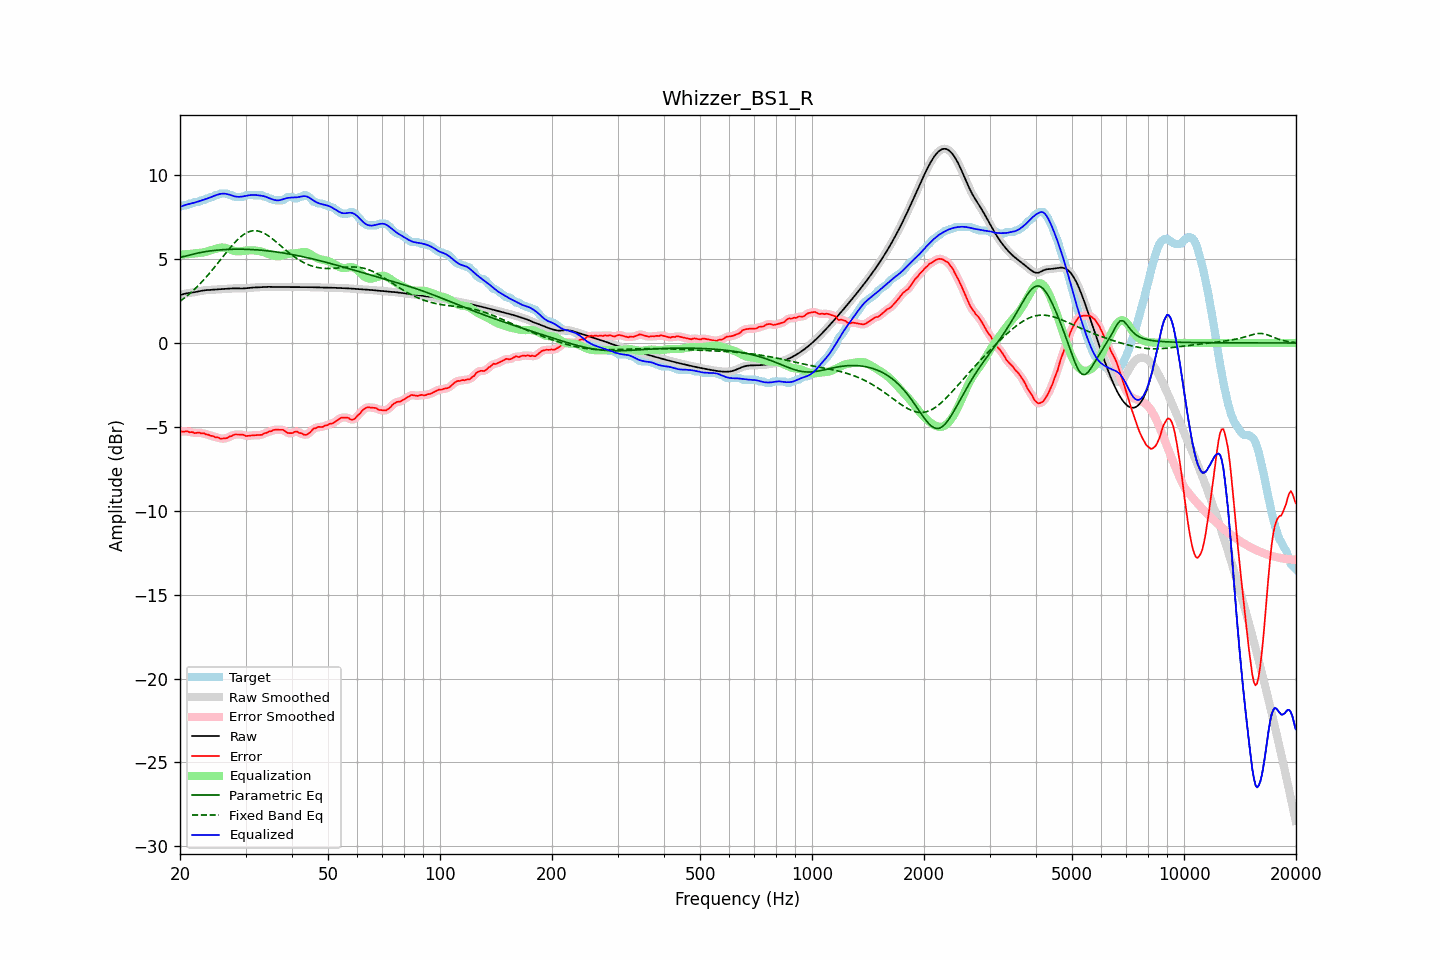 Whizzer_BS1_R
Amplitude (dBr)
10
5
0
−5
−10
−15
−20
−25
−30
Target
Raw Smoothed
Error Smoothed
Raw
Error
Equalization
Parametric Eq
Fixed Band Eq
Equalized
20
50
100
200
500
1000
2000
5000
10000
20000
Frequency (Hz)